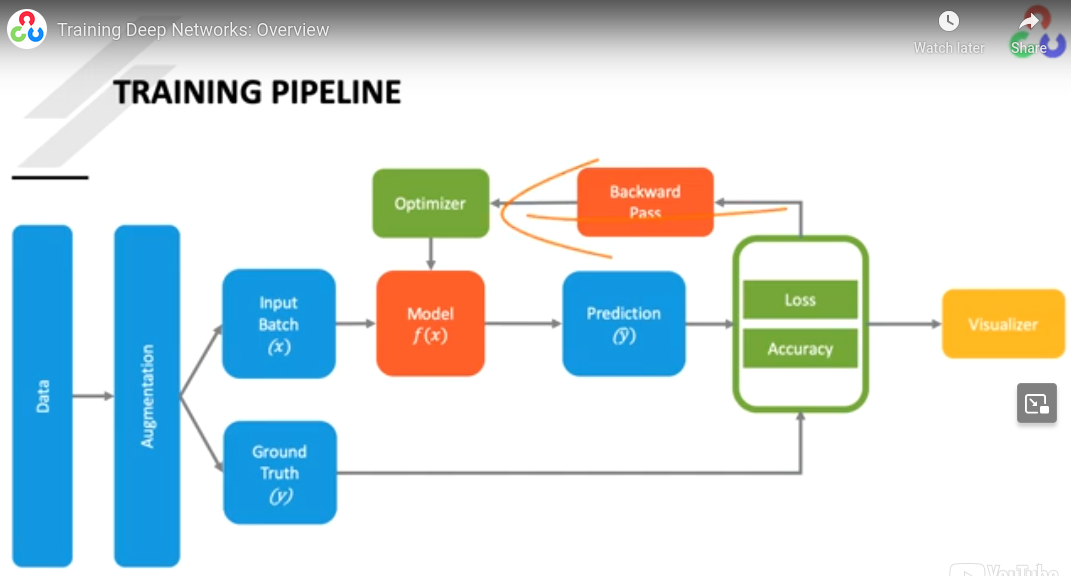 Training Deep Networks: Overview
Watch later
Share
TRAINING PIPELINE
Optimizer
Backward
Pass
Data
Augmentation
Input
Batch
(x)
Model
f(x)
Prediction
(ȳ)
Loss
Accuracy
Visualizer
Ground
Truth
(y)
YouTube